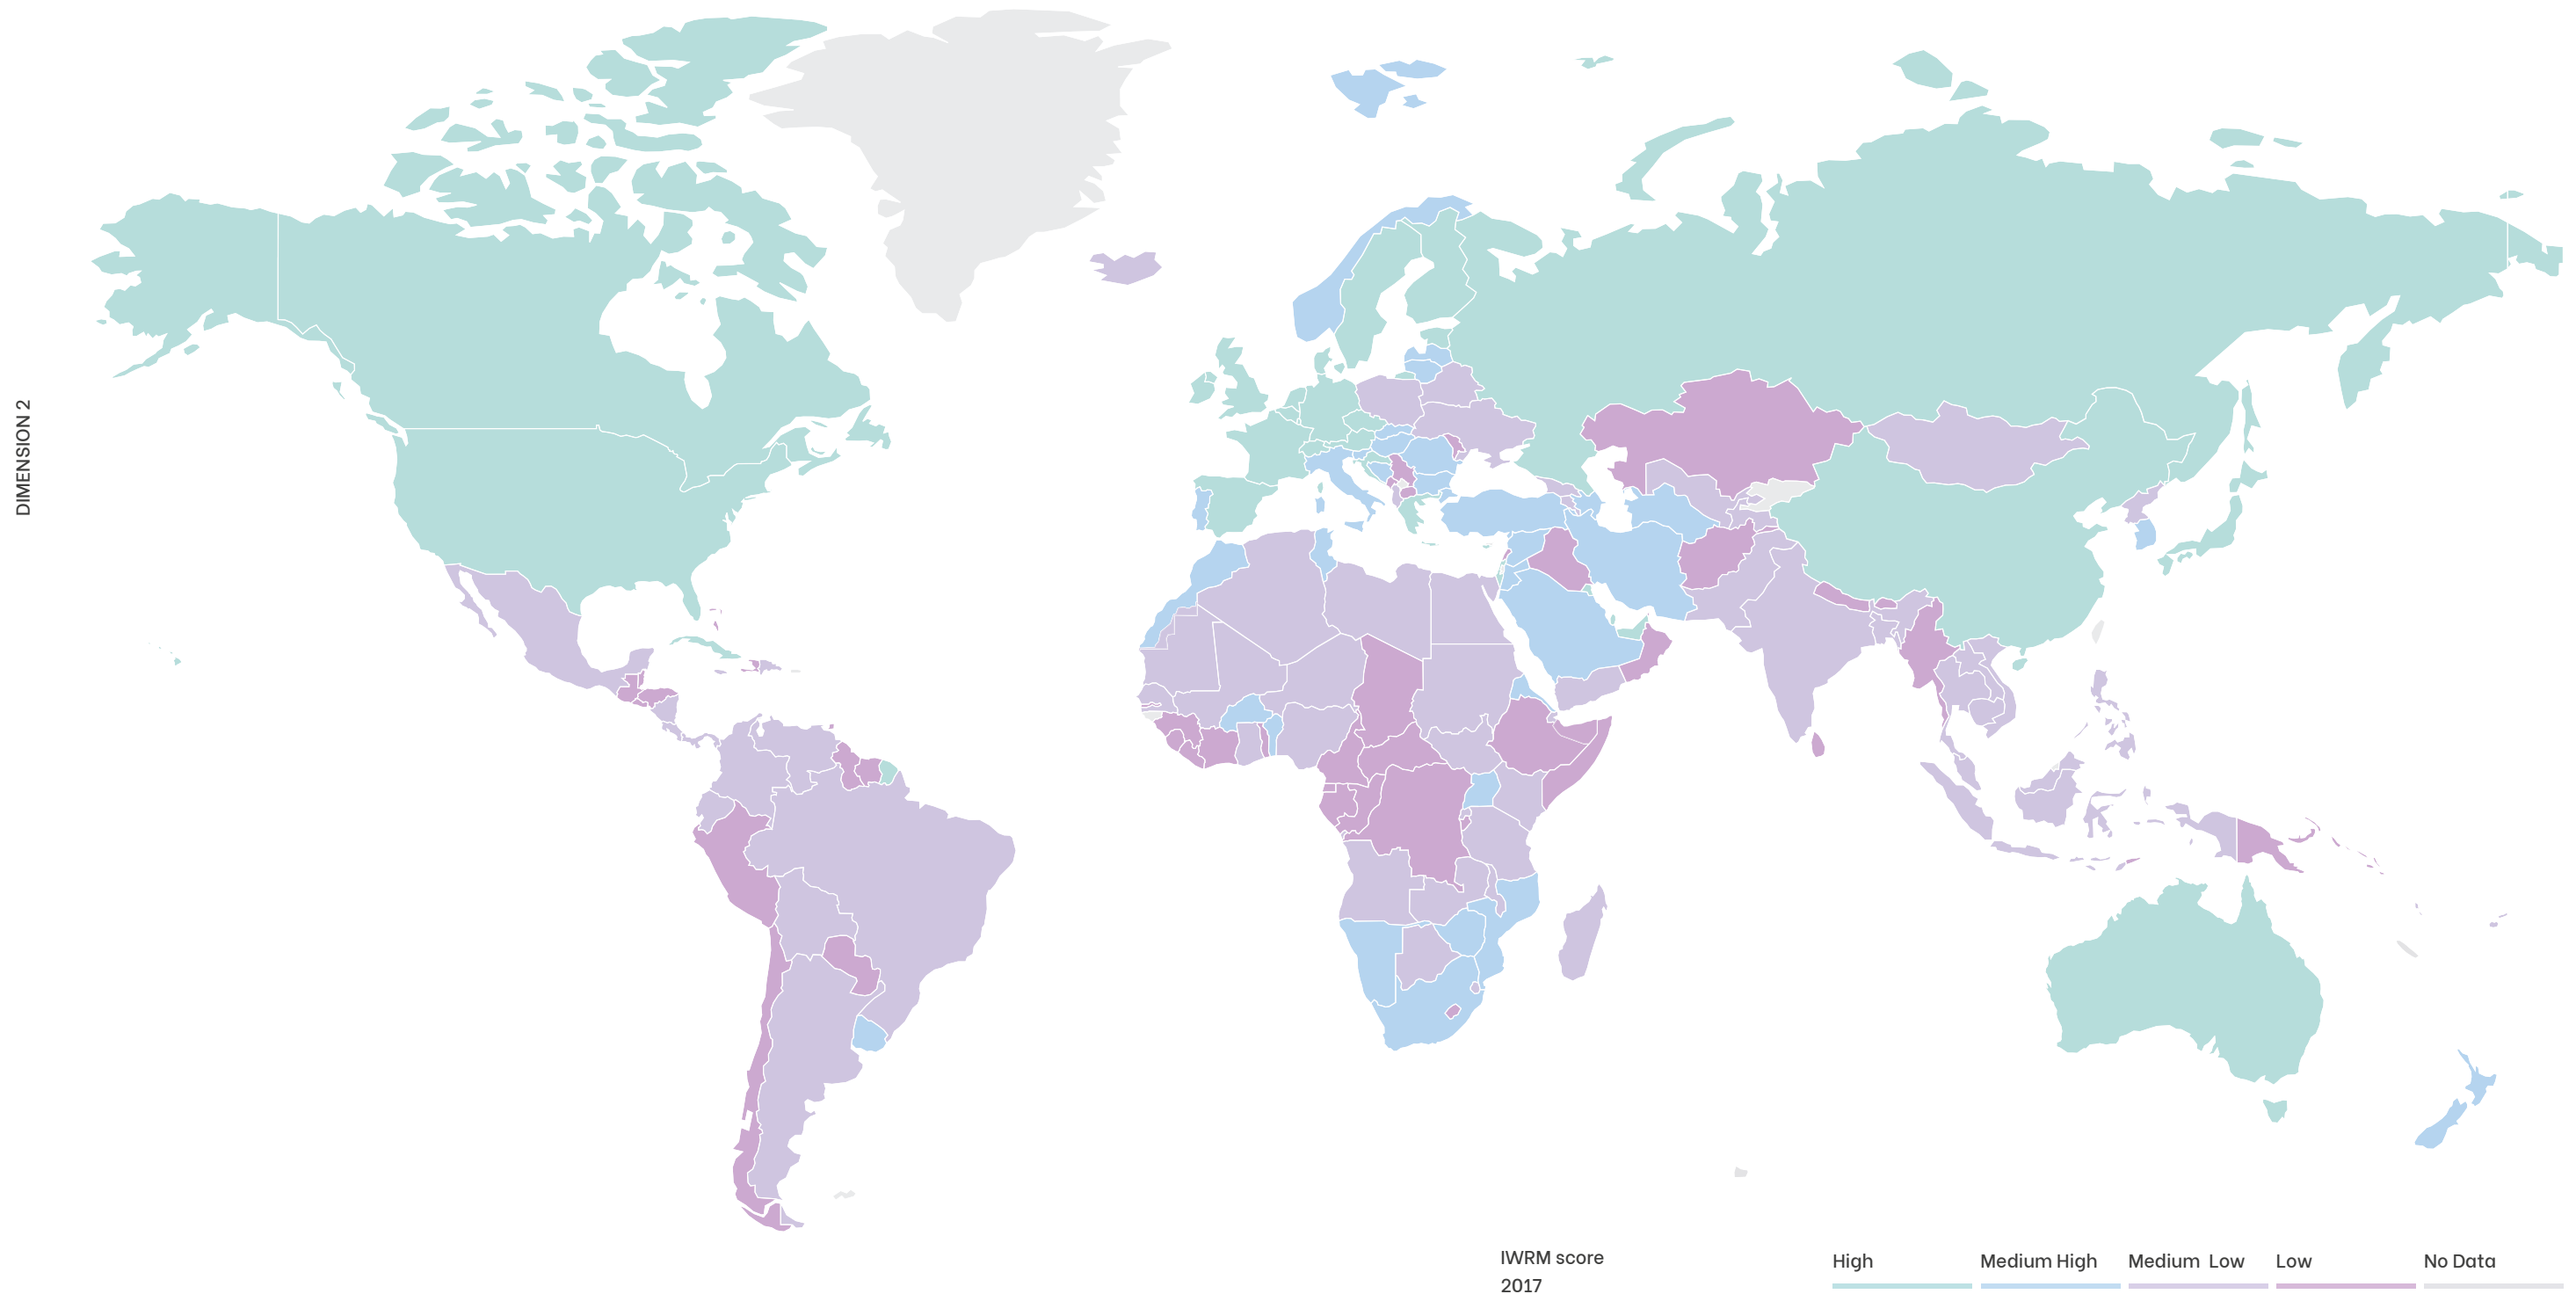 DIMENSION 2
IWRM score
2017
High
Medium High
Medium Low
Low
No Data